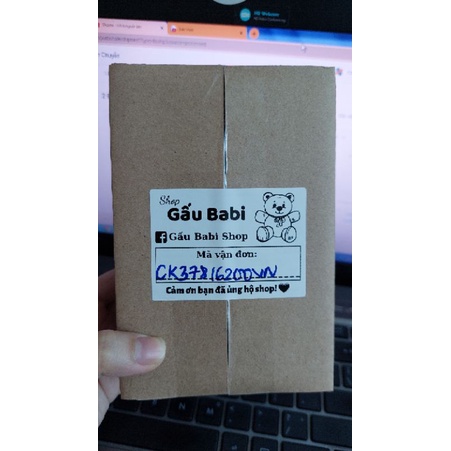 Shop
Gấu Babi
Gấu Babi Shop
Mã vận đơn:
CK378162000VN
Cảm ơn bạn đã ủng hộ shop!